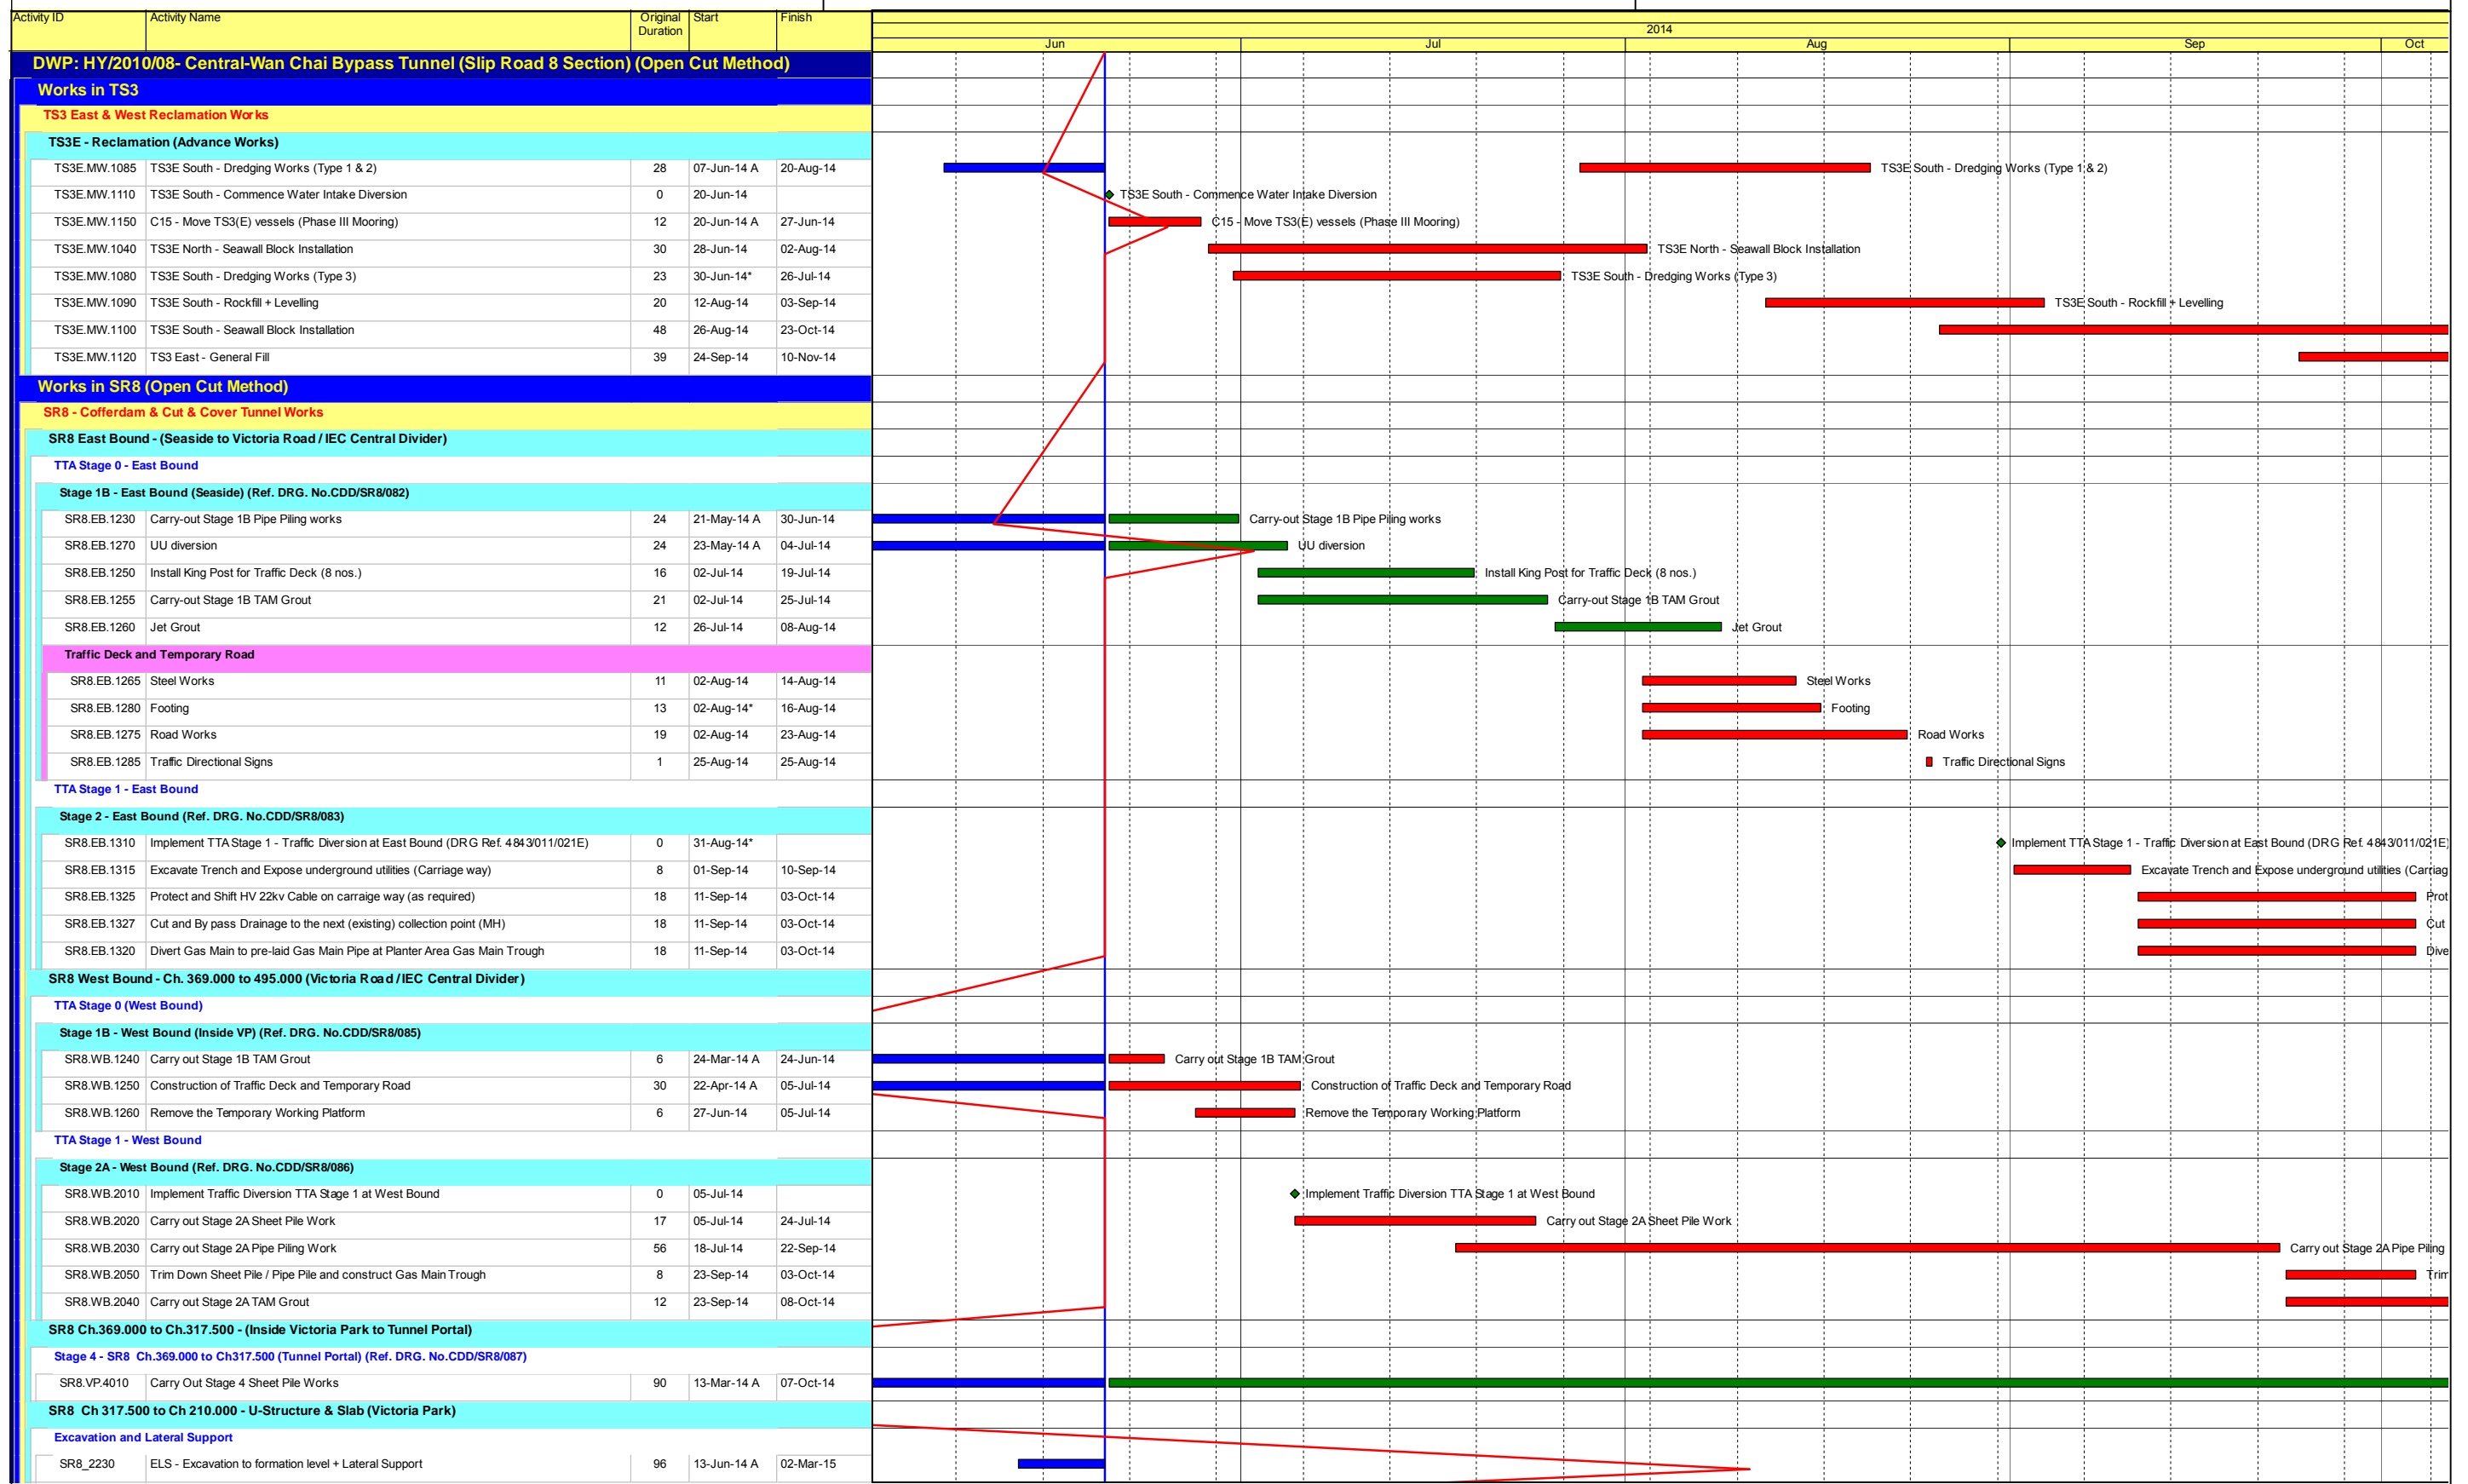 Activity ID Activity Name Original Duration Start Finish
2014
Jun Jul Aug Sep Oct
DWP: HY/2010/08- Central-Wan Chai Bypass Tunnel (Slip Road 8 Section) (Open Cut Method)
Works in TS3
TS3 East & West Reclamation Works
TS3E - Reclamation (Advance Works)
TS3E.MW.1085 TS3E South - Dredging Works (Type 1 & 2) 28 07-Jun-14 A 20-Aug-14 TS3E South - Dredging Works (Type 1 & 2)
TS3E.MW.1110 TS3E South - Commence Water Intake Diversion 0 20-Jun-14 TS3E South - Commence Water Intake Diversion
TS3E.MW.1150 C15 - Move TS3(E) vessels (Phase III Mooring) 12 20-Jun-14 A 27-Jun-14 C15 - Move TS3(E) vessels (Phase III Mooring)
TS3E.MW.1040 TS3E North - Seawall Block Installation 30 28-Jun-14 02-Aug-14 TS3E North - Seawall Block Installation
TS3E.MW.1080 TS3E South - Dredging Works (Type 3) 23 30-Jun-14* 26-Jul-14 TS3E South - Dredging Works (Type 3)
TS3E.MW.1090 TS3E South - Rockfill + Levelling 20 12-Aug-14 03-Sep-14 TS3E South - Rockfill + Levelling
TS3E.MW.1100 TS3E South - Seawall Block Installation 48 26-Aug-14 23-Oct-14
TS3E.MW.1120 TS3 East - General Fill 39 24-Sep-14 10-Nov-14
Works in SR8 (Open Cut Method)
SR8 - Cofferdam & Cut & Cover Tunnel Works
SR8 East Bound - (Seaside to Victoria Road / IEC Central Divider)
TTA Stage 0 - East Bound
Stage 1B - East Bound (Seaside) (Ref. DRG. No.CDD/SR8/082)
SR8.EB.1230 Carry-out Stage 1B Pipe Piling works 24 21-May-14 A 30-Jun-14 Carry-out Stage 1B Pipe Piling works
SR8.EB.1270 UU diversion 24 23-May-14 A 04-Jul-14 UU diversion
SR8.EB.1250 Install King Post for Traffic Deck (8 nos.) 16 02-Jul-14 19-Jul-14 Install King Post for Traffic Deck (8 nos.)
SR8.EB.1255 Carry-out Stage 1B TAM Grout 21 02-Jul-14 25-Jul-14 Carry-out Stage 1B TAM Grout
SR8.EB.1260 Jet Grout 12 26-Jul-14 08-Aug-14 Jet Grout
Traffic Deck and Temporary Road
SR8.EB.1265 Steel Works 11 02-Aug-14 14-Aug-14 Steel Works
SR8.EB.1280 Footing 13 02-Aug-14* 16-Aug-14 Footing
SR8.EB.1275 Road Works 19 02-Aug-14 23-Aug-14 Road Works
SR8.EB.1285 Traffic Directional Signs 1 25-Aug-14 25-Aug-14 Traffic Directional Signs
TTA Stage 1 - East Bound
Stage 2 - East Bound (Ref. DRG. No.CDD/SR8/083)
SR8.EB.1310 Implement TTA Stage 1 - Traffic Diversion at East Bound (DRG Ref. 4843/011/021E) 0 31-Aug-14* Implement TTA Stage 1 - Traffic Diversion at East Bound (DRG Ref. 4843/011/021E)
SR8.EB.1315 Excavate Trench and Expose underground utilities (Carriage way) 8 01-Sep-14 10-Sep-14 Excavate Trench and Expose underground utilities (Carriag
SR8.EB.1325 Protect and Shift HV 22kv Cable on carraige way (as required) 18 11-Sep-14 03-Oct-14 Prot
SR8.EB.1327 Cut and By pass Drainage to the next (existing) collection point (MH) 18 11-Sep-14 03-Oct-14 Cut
SR8.EB.1320 Divert Gas Main to pre-laid Gas Main Pipe at Planter Area Gas Main Trough 18 11-Sep-14 03-Oct-14 Dive
SR8 West Bound - Ch. 369.000 to 495.000 (Victoria Road / IEC Central Divider)
TTA Stage 0 (West Bound)
Stage 1B - West Bound (Inside VP) (Ref. DRG. No.CDD/SR8/085)
SR8.WB.1240 Carry out Stage 1B TAM Grout 6 24-Mar-14 A 24-Jun-14 Carry out Stage 1B TAM Grout
SR8.WB.1250 Construction of Traffic Deck and Temporary Road 30 22-Apr-14 A 05-Jul-14 Construction of Traffic Deck and Temporary Road
SR8.WB.1260 Remove the Temporary Working Platform 6 27-Jun-14 05-Jul-14 Remove the Temporary Working Platform
TTA Stage 1 - West Bound
Stage 2A - West Bound (Ref. DRG. No.CDD/SR8/086)
SR8.WB.2010 Implement Traffic Diversion TTA Stage 1 at West Bound 0 05-Jul-14 Implement Traffic Diversion TTA Stage 1 at West Bound
SR8.WB.2020 Carry out Stage 2A Sheet Pile Work 17 05-Jul-14 24-Jul-14 Carry out Stage 2A Sheet Pile Work
SR8.WB.2030 Carry out Stage 2A Pipe Piling Work 56 18-Jul-14 22-Sep-14 Carry out Stage 2A Pipe Piling
SR8.WB.2050 Trim Down Sheet Pile / Pipe Pile and construct Gas Main Trough 8 23-Sep-14 03-Oct-14 Trim
SR8.WB.2040 Carry out Stage 2A TAM Grout 12 23-Sep-14 08-Oct-14
SR8 Ch.369.000 to Ch.317.500 - (Inside Victoria Park to Tunnel Portal)
Stage 4 - SR8 Ch.369.000 to Ch317.500 (Tunnel Portal) (Ref. DRG. No.CDD/SR8/087)
SR8.VP.4010 Carry Out Stage 4 Sheet Pile Works 90 13-Mar-14 A 07-Oct-14
SR8 Ch 317.500 to Ch 210.000 - U-Structure & Slab (Victoria Park)
Excavation and Lateral Support
SR8_2230 ELS - Excavation to formation level + Lateral Support 96 13-Jun-14 A 02-Mar-15